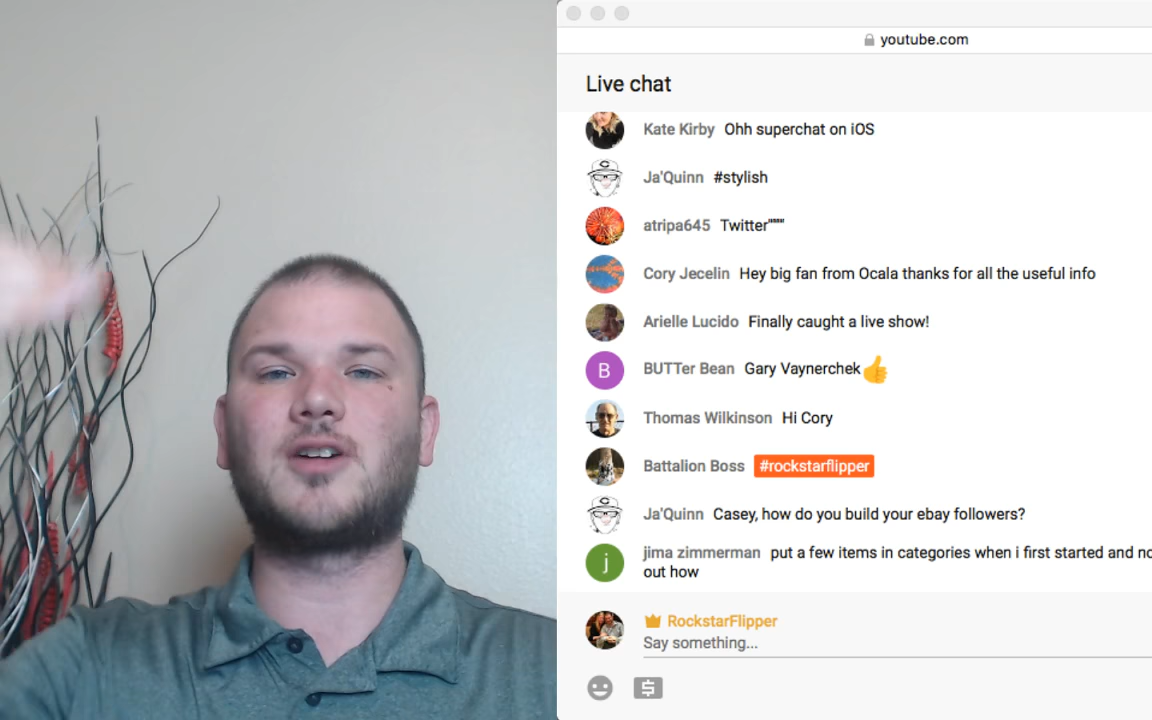 youtube.com
Live chat
Kate Kirby Ohh superchat on iOS
Ja'Quinn #stylish
atripa645 Twitter""""
Cory Jecelin Hey big fan from Ocala thanks for all the useful info
Arielle Lucido Finally caught a live show!
B BUTTer Bean Gary Vaynerchek👍
Thomas Wilkinson Hi Cory
Battalion Boss #rockstarflipper
Ja'Quinn Casey, how do you build your ebay followers?
j jima zimmerman put a few items in categories when i first started and
out how
RockstarFlipper
Say something...